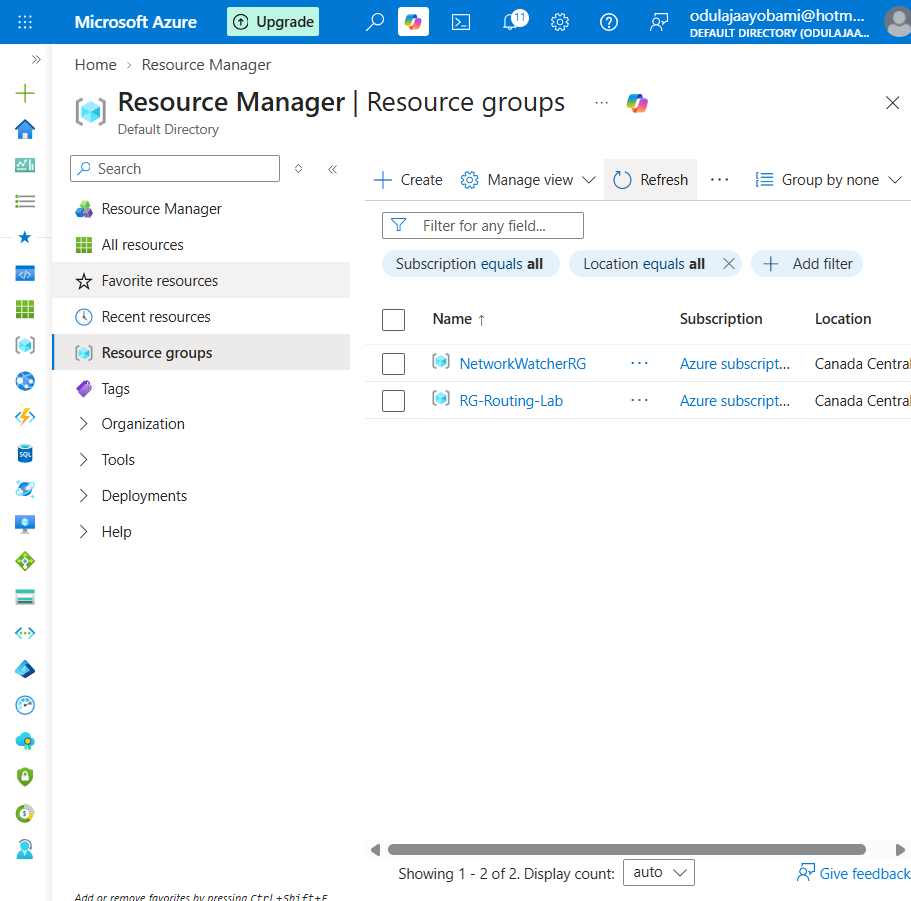 Microsoft Azure
Upgrade
11
odulajaayobami@hotm...
DEFAULT DIRECTORY (ODULAJAA...
Home > Resource Manager
Resource Manager | Resource groups
Default Directory
Search
Resource Manager
All resources
Favorite resources
Recent resources
Resource groups
Tags
Organization
Tools
Deployments
Help
Add or remove favorites by pressing Ctrl+Shift+F
Create Manage view Refresh ... Group by none
Filter for any field...
Subscription equals all Location equals all Add filter
Name ↑ Subscription Location
NetworkWatcherRG ... Azure subscript... Canada Central
RG-Routing-Lab ... Azure subscript... Canada Central
Showing 1 - 2 of 2. Display count: auto
Give feedback
SQL